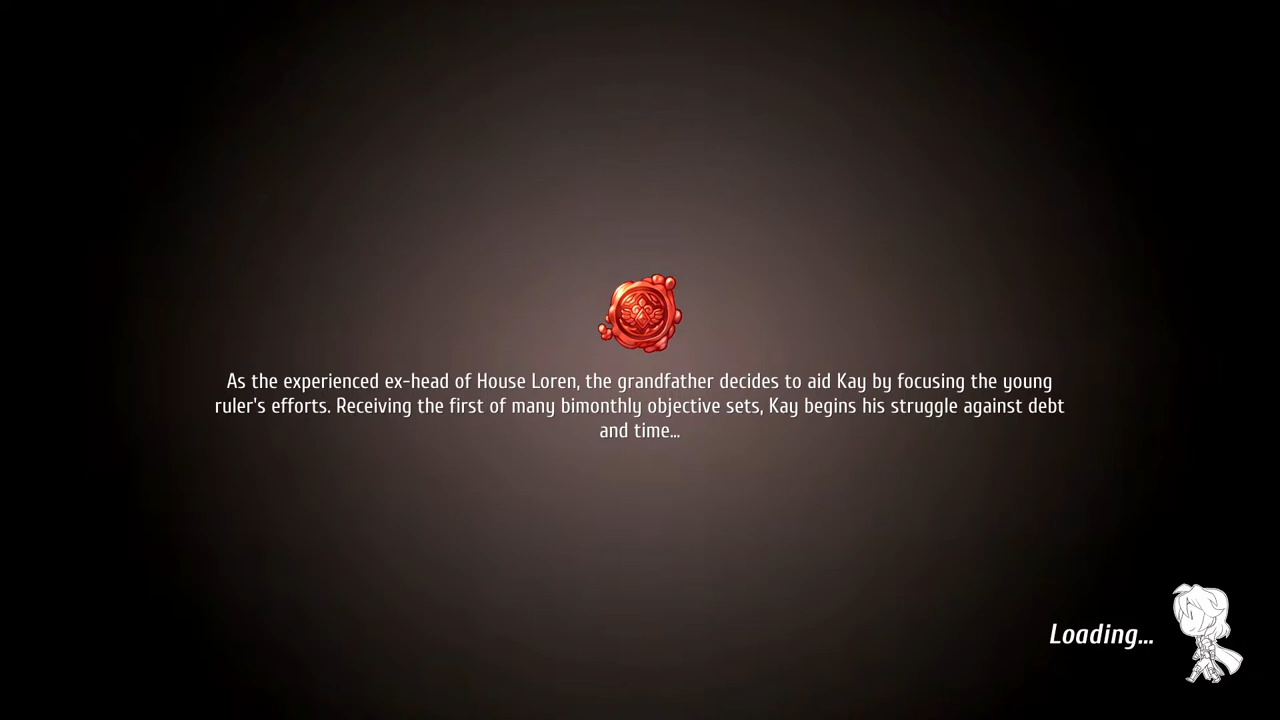 As the experienced ex-head of House Loren, the grandfather decides to aid Kay by focusing the young
ruler's efforts. Receiving the first of many bimonthly objective sets, Kay begins his struggle against debt
and time...
Loading...